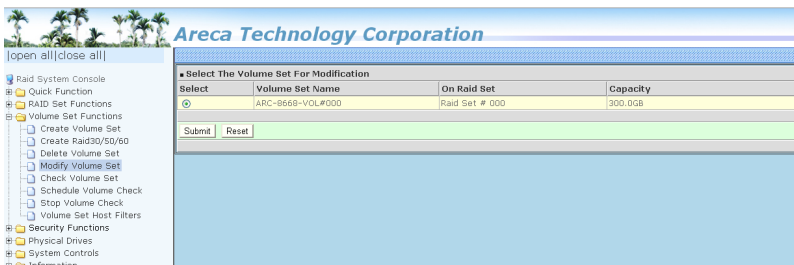 Areca Technology Corporation
|open all|close all|
Raid System Console
Quick Function
RAID Set Functions
Volume Set Functions
Create Volume Set
Create Raid30/50/60
Delete Volume Set
Modify Volume Set
Check Volume Set
Schedule Volume Check
Stop Volume Check
Volume Set Host Filters
Security Functions
Physical Drives
System Controls
Information
Select The Volume Set For Modification
Select Volume Set Name On Raid Set Capacity
ARC-8668-VOL#000 Raid Set # 000 300.0GB
Submit Reset